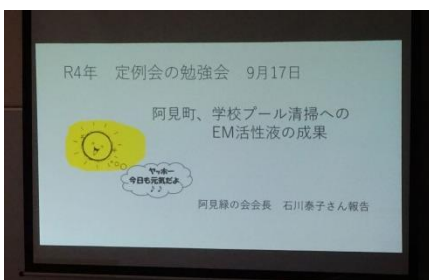 R4年　定例会の勉強会　9月17日
阿見町、学校プール清掃への
EM活性液の成果
ヤッホー
今日も元気だよ
♪♪
阿見緑の会会長　石川泰子さん報告